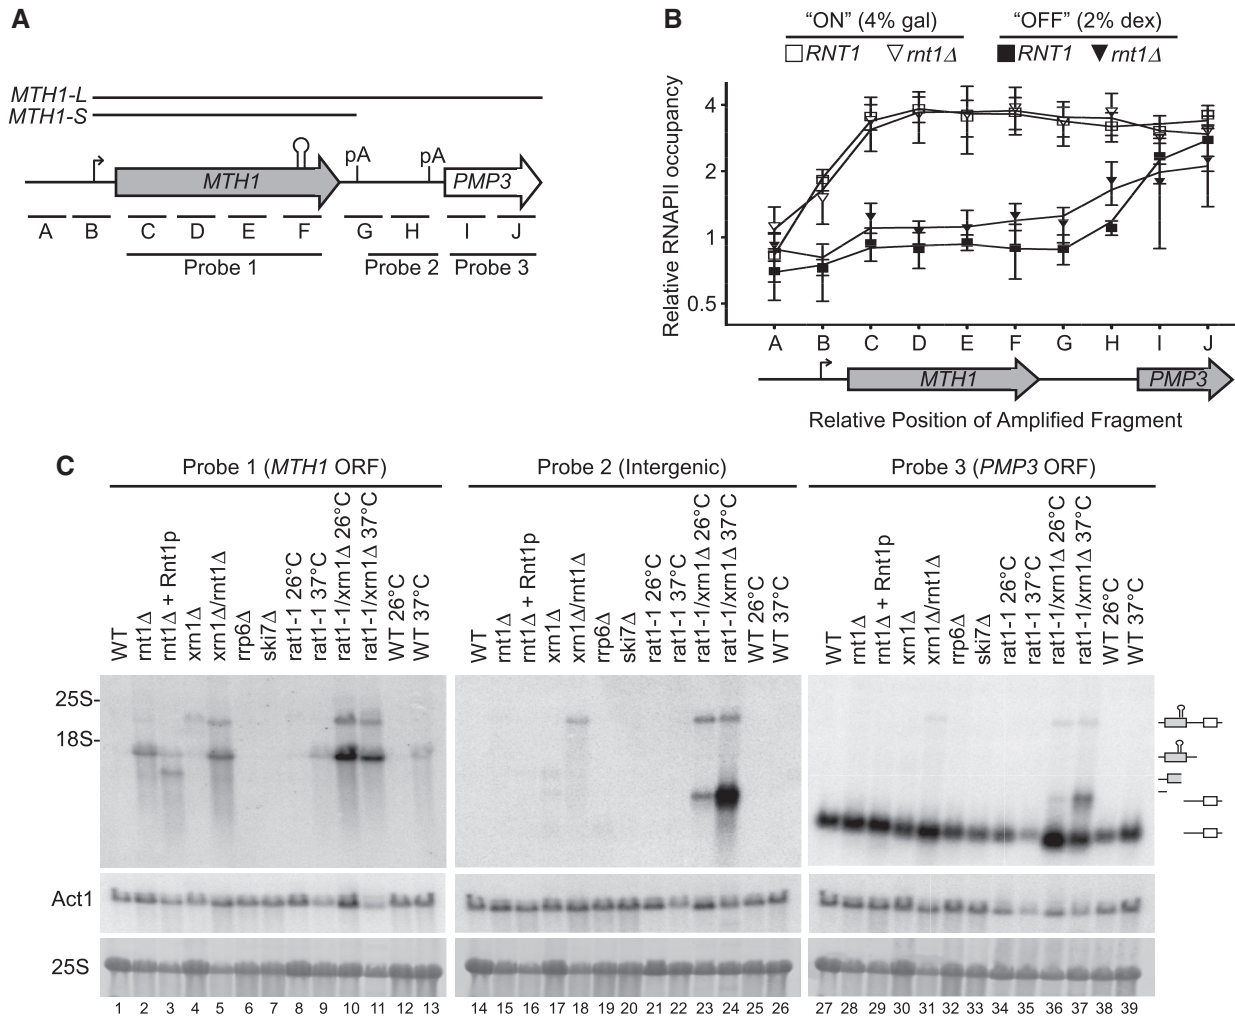 A
MTH1-L
MTH1-S
pA
pA
MTH1
PMP3
A B C D E F G H I J
Probe 1 Probe 2 Probe 3
B
“ON” (4% gal) “OFF” (2% dex)
RNT1 rnt1Δ RNT1 rnt1Δ
Relative RNAPII occupancy
4
2
1
0.5
A B C D E F G H I J
MTH1 PMP3
Relative Position of Amplified Fragment
C
Probe 1 (MTH1 ORF) Probe 2 (Intergenic) Probe 3 (PMP3 ORF)
WT
rnt1Δ
rnt1Δ + Rnt1p
xrn1Δ
xrn1Δ/rnt1Δ
rrp6Δ
ski7Δ
rat1-1 26°C
rat1-1 37°C
rat1-1/xrn1Δ 26°C
rat1-1/xrn1Δ 37°C
WT 26°C
WT 37°C
WT
rnt1Δ
rnt1Δ + Rnt1p
xrn1Δ
xrn1Δ/rnt1Δ
rrp6Δ
ski7Δ
rat1-1 26°C
rat1-1 37°C
rat1-1/xrn1Δ 26°C
rat1-1/xrn1Δ 37°C
WT 26°C
WT 37°C
WT
rnt1Δ
rnt1Δ + Rnt1p
xrn1Δ
xrn1Δ/rnt1Δ
rrp6Δ
ski7Δ
rat1-1 26°C
rat1-1 37°C
rat1-1/xrn1Δ 26°C
rat1-1/xrn1Δ 37°C
WT 26°C
WT 37°C
25S-
18S-
Act1
25S
1 2 3 4 5 6 7 8 9 10 11 12 13 14 15 16 17 18 19 20 21 22 23 24 25 26 27 28 29 30 31 32 33 34 35 36 37 38 39